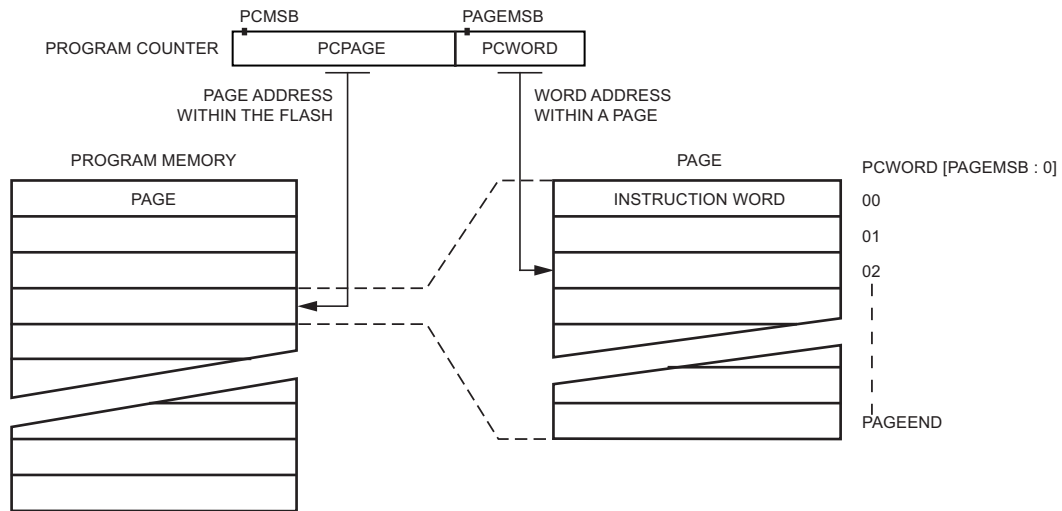 PCMSB
PAGEMSB
PROGRAM COUNTER
PCPAGE
PCWORD
PAGE ADDRESS
WITHIN THE FLASH
WORD ADDRESS
WITHIN A PAGE
PROGRAM MEMORY
PAGE
PAGE
INSTRUCTION WORD
PCWORD [PAGEMSB : 0]
00
01
02
PAGEEND